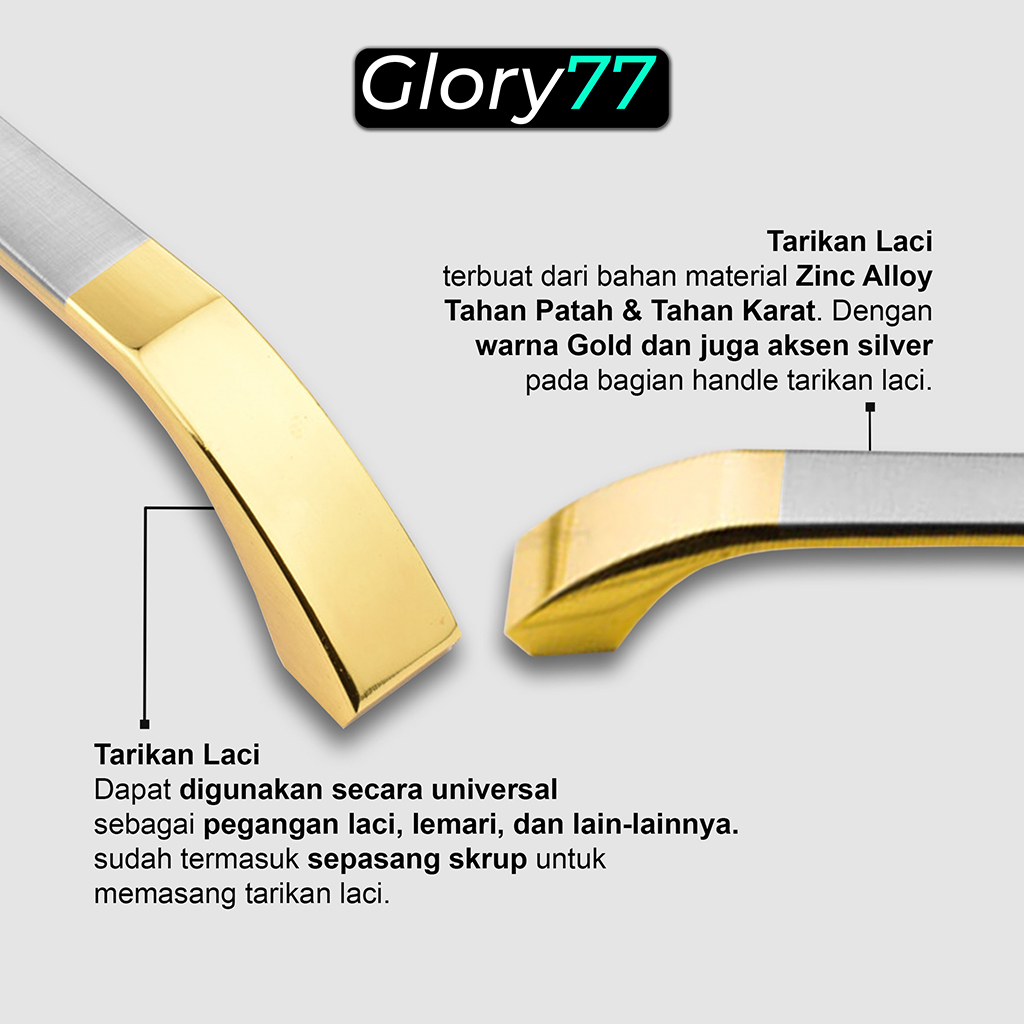 Glory77
Tarikan Laci
terbuat dari bahan material Zinc Alloy
Tahan Patah & Tahan Karat. Dengan
warna Gold dan juga aksen silver
pada bagian handle tarikan laci.
Tarikan Laci
Dapat digunakan secara universal
sebagai pegangan laci, lemari, dan lain-lainnya.
sudah termasuk sepasang skrup untuk
memasang tarikan laci.